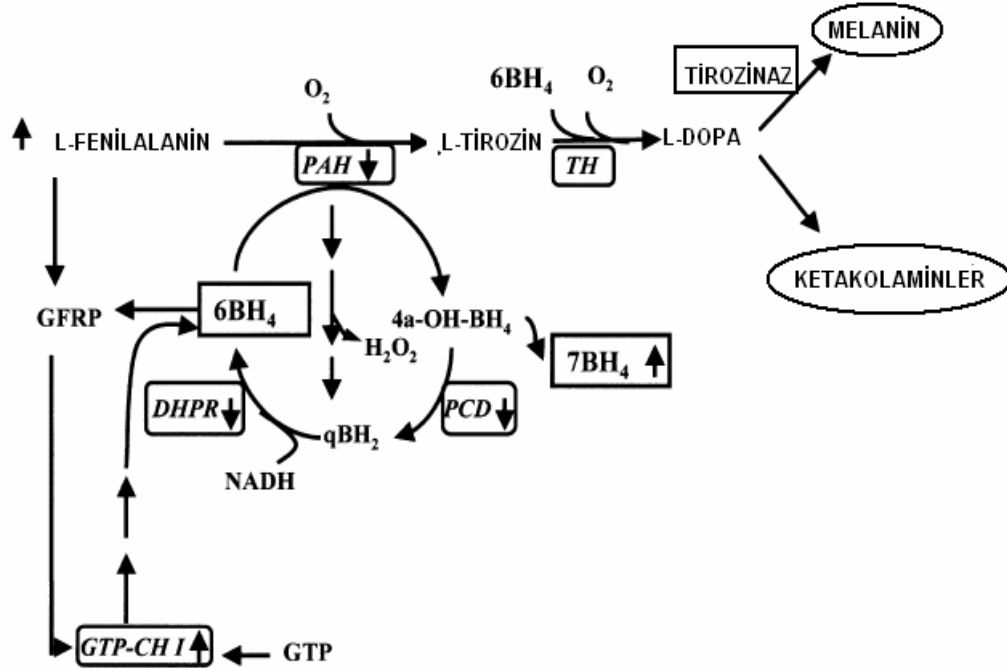 MELANİN
TİROZİNAZ
6BH₄
O₂
O₂
L-FENİLALANİN
L-TİROZİN
L-DOPA
PAH
TH
KETAKOLAMİNLER
GFRP
6BH₄
4a-OH-BH₄
H₂O₂
7BH₄
DHPR
PCD
qBH₂
NADH
GTP-CH I
GTP